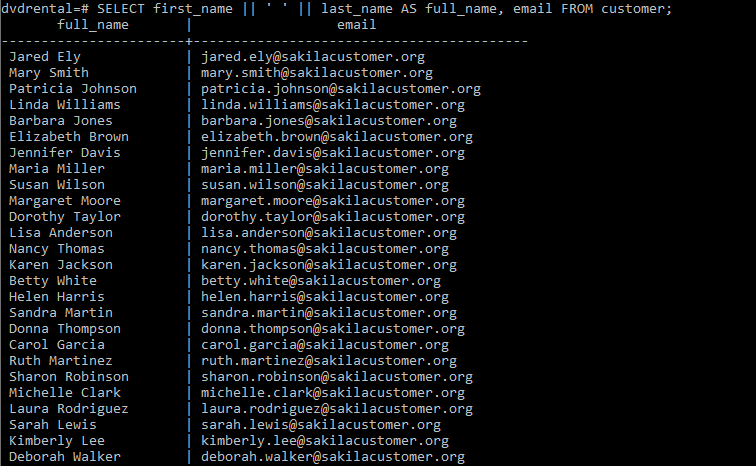 dvdrental=# SELECT first_name || ' ' || last_name AS full_name, email FROM customer;
full_name | email
-----------------------+------------------------------------------
Jared Ely | jared.ely@sakilacustomer.org
Mary Smith | mary.smith@sakilacustomer.org
Patricia Johnson | patricia.johnson@sakilacustomer.org
Linda Williams | linda.williams@sakilacustomer.org
Barbara Jones | barbara.jones@sakilacustomer.org
Elizabeth Brown | elizabeth.brown@sakilacustomer.org
Jennifer Davis | jennifer.davis@sakilacustomer.org
Maria Miller | maria.miller@sakilacustomer.org
Susan Wilson | susan.wilson@sakilacustomer.org
Margaret Moore | margaret.moore@sakilacustomer.org
Dorothy Taylor | dorothy.taylor@sakilacustomer.org
Lisa Anderson | lisa.anderson@sakilacustomer.org
Nancy Thomas | nancy.thomas@sakilacustomer.org
Karen Jackson | karen.jackson@sakilacustomer.org
Betty White | betty.white@sakilacustomer.org
Helen Harris | helen.harris@sakilacustomer.org
Sandra Martin | sandra.martin@sakilacustomer.org
Donna Thompson | donna.thompson@sakilacustomer.org
Carol Garcia | carol.garcia@sakilacustomer.org
Ruth Martinez | ruth.martinez@sakilacustomer.org
Sharon Robinson | sharon.robinson@sakilacustomer.org
Michelle Clark | michelle.clark@sakilacustomer.org
Laura Rodriguez | laura.rodriguez@sakilacustomer.org
Sarah Lewis | sarah.lewis@sakilacustomer.org
Kimberly Lee | kimberly.lee@sakilacustomer.org
Deborah Walker | deborah.walker@sakilacustomer.org